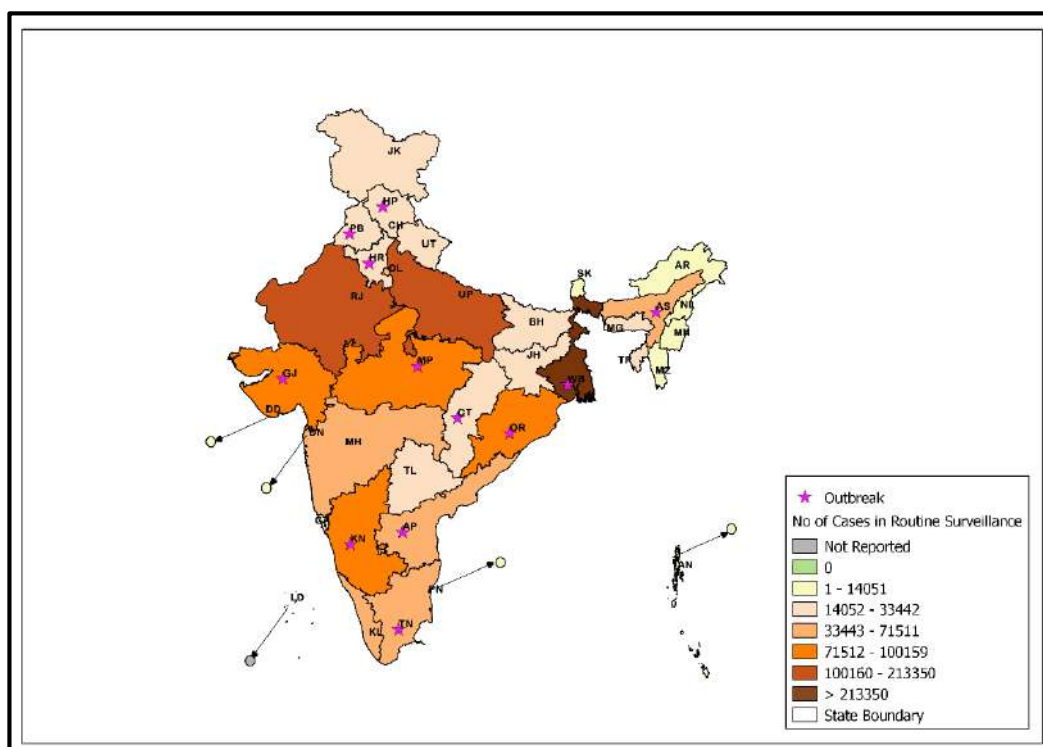 JK
HP
PB
CH
UT
HR
DL
RJ
UP
SK
AR
AS
NL
BH
MG
MN
JH
TR
MZ
GJ
MP
WB
DD
CT
OR
DN
MH
TL
GA
KN
AP
PN
AN
LD
KL
TN
Outbreak
No of Cases in Routine Surveillance
Not Reported
0
1 - 14051
14052 - 33442
33443 - 71511
71512 - 100159
100160 - 213350
> 213350
State Boundary